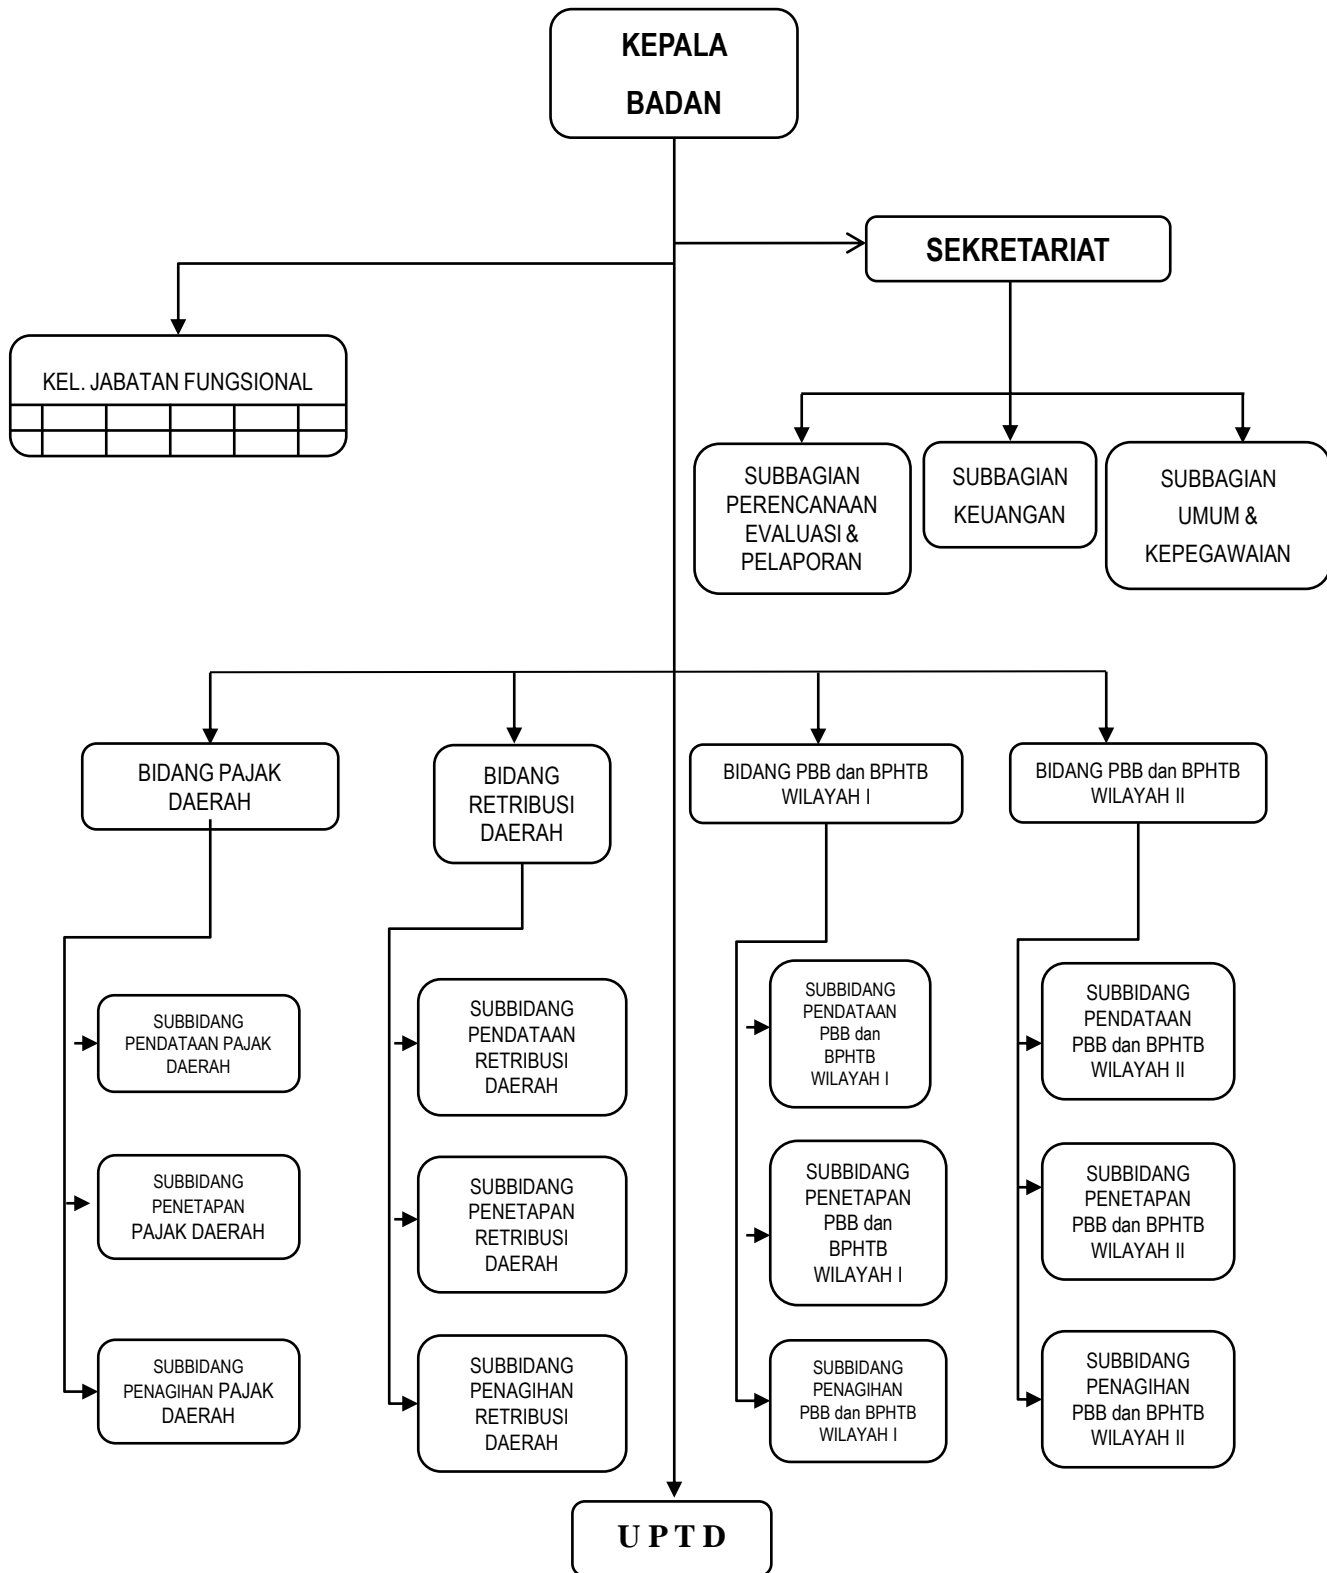 KEPALA
BADAN
SEKRETARIAT
KEL. JABATAN FUNGSIONAL
SUBBAGIAN
PERENCANAAN
EVALUASI &
PELAPORAN
SUBBAGIAN
KEUANGAN
SUBBAGIAN
UMUM &
KEPEGAWAIAN
BIDANG PAJAK
DAERAH
BIDANG
RETRIBUSI
DAERAH
BIDANG PBB dan BPHTB
WILAYAH I
BIDANG PBB dan BPHTB
WILAYAH II
SUBBIDANG
PENDATAAN PAJAK
DAERAH
SUBBIDANG
PENDATAAN
RETRIBUSI
DAERAH
SUBBIDANG
PENDATAAN
PBB dan
BPHTB
WILAYAH I
SUBBIDANG
PENDATAAN
PBB dan BPHTB
WILAYAH II
SUBBIDANG
PENETAPAN
PAJAK DAERAH
SUBBIDANG
PENETAPAN
RETRIBUSI
DAERAH
SUBBIDANG
PENETAPAN
PBB dan
BPHTB
WILAYAH I
SUBBIDANG
PENETAPAN
PBB dan BPHTB
WILAYAH II
SUBBIDANG
PENAGIHAN PAJAK
DAERAH
SUBBIDANG
PENAGIHAN
RETRIBUSI
DAERAH
SUBBIDANG
PENAGIHAN
PBB dan BPHTB
WILAYAH I
SUBBIDANG
PENAGIHAN
PBB dan BPHTB
WILAYAH II
U P T D